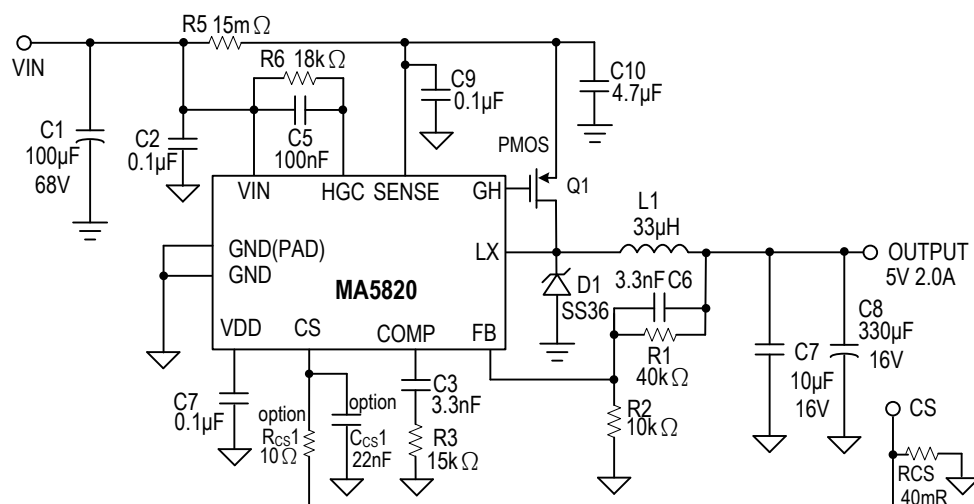 R5 15mΩ
VIN
R6 18kΩ
C9
0.1µF
C10
4.7µF
C1
100µF
68V
C2
0.1µF
C5
100nF
PMOS
Q1
VIN
HGC
SENSE
GH
L1
33µH
GND(PAD)
GND
LX
MA5820
OUTPUT
5V 2.0A
D1
SS36
3.3nF C6
C8
330µF
16V
VDD
CS
COMP
FB
R1
40kΩ
C7
10µF
16V
C7
0.1µF
option
RCS1
10Ω
option
CCS1
22nF
C3
3.3nF
R3
15kΩ
R2
10kΩ
CS
RCS
40mR